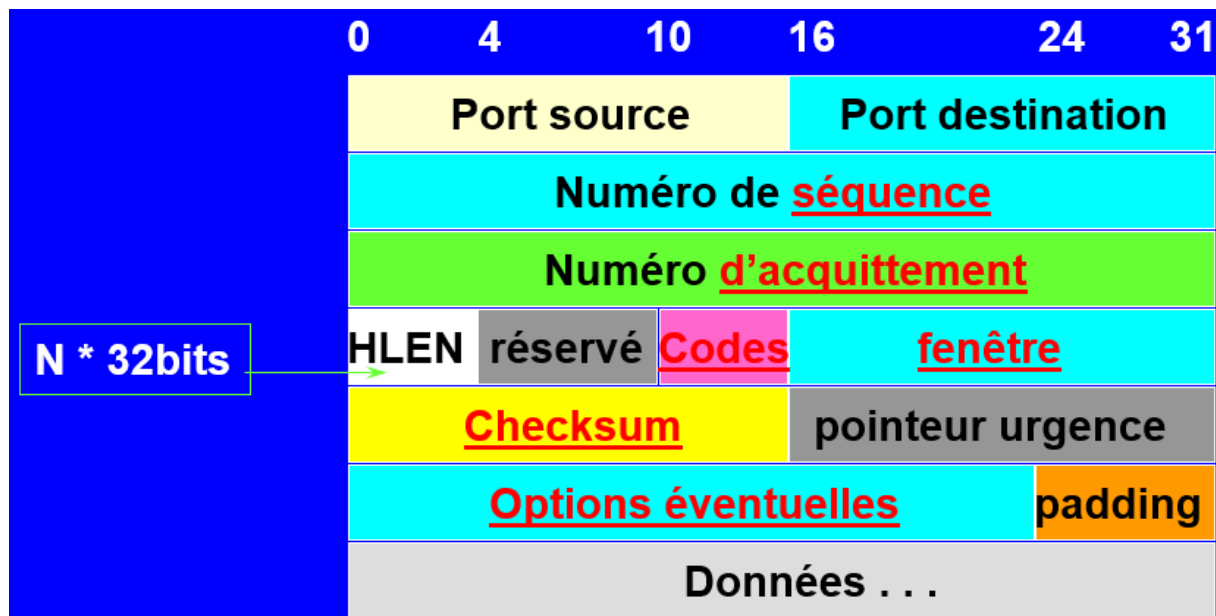 0 4 10 16 24 31
Port source Port destination
Numéro de séquence
Numéro d'acquittement
N * 32bits HLEN réservé Codes fenêtre
Checksum pointeur urgence
Options éventuelles padding
Données . . .